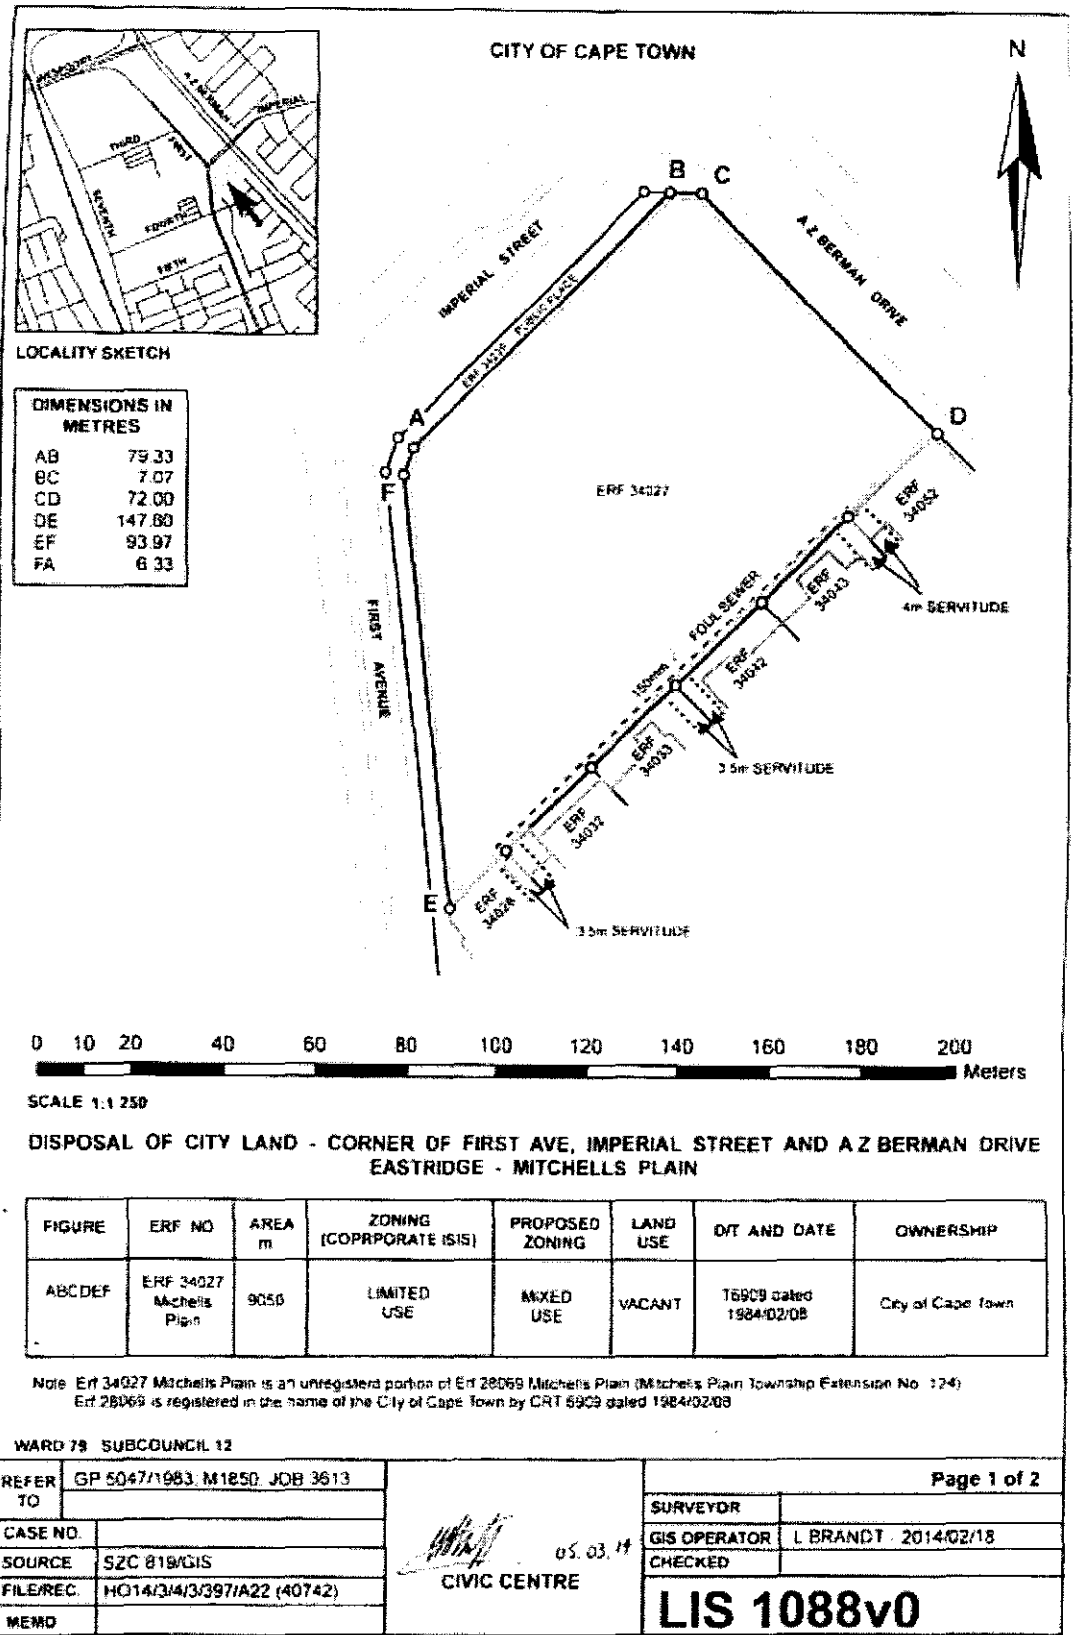 CITY OF CAPE TOWN
N
A Z BERMAN
IMPERIAL
THIRD
FIRST
SEVENTH
FOURTH
FIFTH
LOCALITY SKETCH
B C
IMPERIAL STREET
A Z BERMAN DRIVE
PUBLIC PLACE
DIMENSIONS IN
METRES
AB 79.33
BC 7.07
CD 72.00
DE 147.80
EF 93.97
FA 6.33
A
D
F
ERF 34027
ERF
34052
FOUL SEWER
ERF
34043
4m SERVITUDE
FIRST AVENUE
150mm
ERF
34042
ERF
34033
3.5m SERVITUDE
ERF
34032
E
ERF
34028
3.5m SERVITUDE
0 10 20 40 60 80 100 120 140 160 180 200
Meters
SCALE 1:1 250
DISPOSAL OF CITY LAND - CORNER OF FIRST AVE, IMPERIAL STREET AND A Z BERMAN DRIVE
EASTRIDGE - MITCHELLS PLAIN
FIGURE ERF NO AREA m ZONING (COPRPORATE ISIS) PROPOSED ZONING LAND USE D/T AND DATE OWNERSHIP
ABCDEF ERF 34027 Mitchells Plain 9050 LIMITED USE MIXED USE VACANT T6909 dated 1984/02/08 City of Cape Town
Note Erf 34027 Mitchells Plain is an unregisterd portion of Erf 28069 Mitchells Plain (Mitchells Plain Township Extension No. 124)
Erf 28069 is registered in the name of the City of Cape Town by CRT 6909 dated 1984/02/08
WARD 79 SUBCOUNCIL 12
REFER TO GP 5047/1983; M1850; JOB 3613
CASE NO.
SOURCE SZC 819/GIS
FILE/REC. HO14/3/4/3/397/A22 (40742)
MEMO
05.03.14
CIVIC CENTRE
Page 1 of 2
SURVEYOR
GIS OPERATOR L BRANDT - 2014/02/18
CHECKED
LIS 1088v0